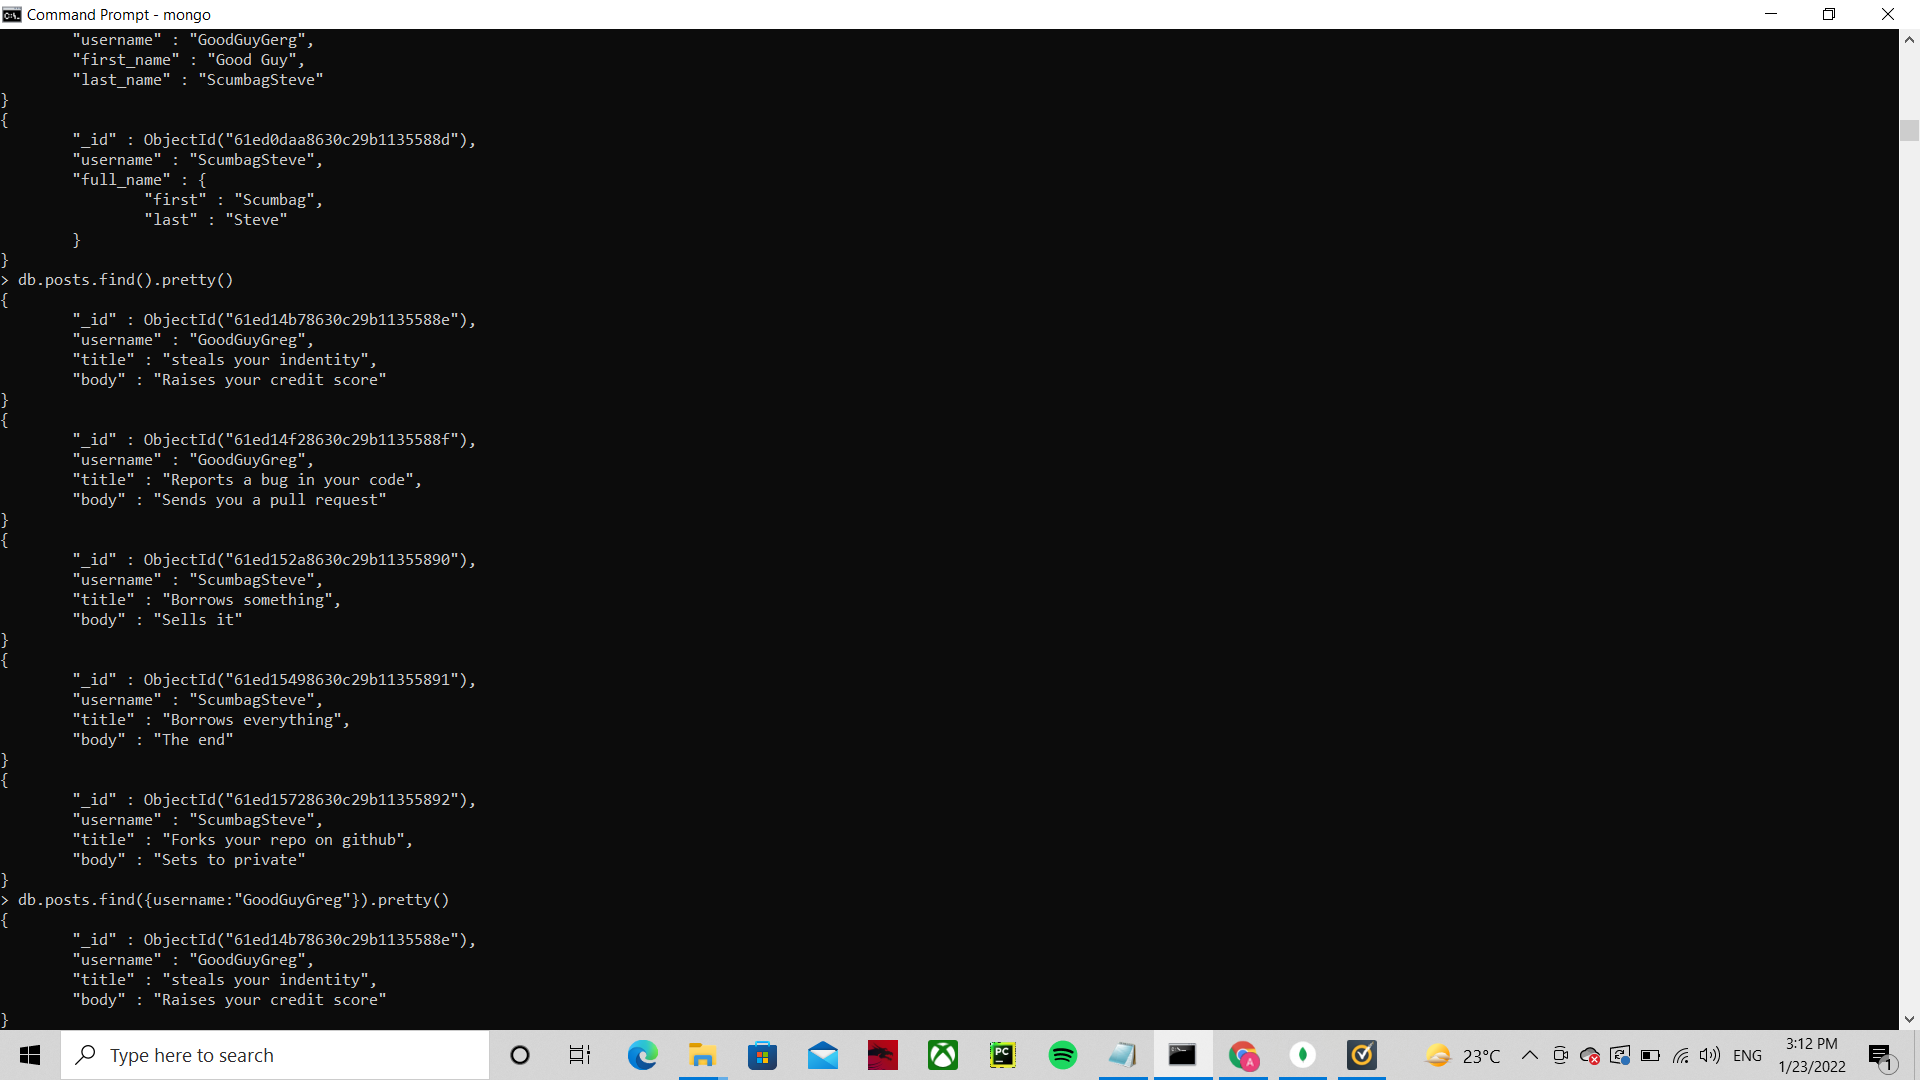 Command Prompt - mongo
"username" : "GoodGuyGerg",
"first_name" : "Good Guy",
"last_name" : "ScumbagSteve"
}
{
"_id" : ObjectId("61ed0daa8630c29b1135588d"),
"username" : "ScumbagSteve",
"full_name" : {
"first" : "Scumbag",
"last" : "Steve"
}
}
> db.posts.find().pretty()
{
"_id" : ObjectId("61ed14b78630c29b1135588e"),
"username" : "GoodGuyGreg",
"title" : "steals your indentity",
"body" : "Raises your credit score"
}
{
"_id" : ObjectId("61ed14f28630c29b1135588f"),
"username" : "GoodGuyGreg",
"title" : "Reports a bug in your code",
"body" : "Sends you a pull request"
}
{
"_id" : ObjectId("61ed152a8630c29b11355890"),
"username" : "ScumbagSteve",
"title" : "Borrows something",
"body" : "Sells it"
}
{
"_id" : ObjectId("61ed15498630c29b11355891"),
"username" : "ScumbagSteve",
"title" : "Borrows everything",
"body" : "The end"
}
{
"_id" : ObjectId("61ed15728630c29b11355892"),
"username" : "ScumbagSteve",
"title" : "Forks your repo on github",
"body" : "Sets to private"
}
> db.posts.find({username:"GoodGuyGreg"}).pretty()
{
"_id" : ObjectId("61ed14b78630c29b1135588e"),
"username" : "GoodGuyGreg",
"title" : "steals your indentity",
"body" : "Raises your credit score"
}
Type here to search
PC
A
23°C
ENG
3:12 PM
1/23/2022
1